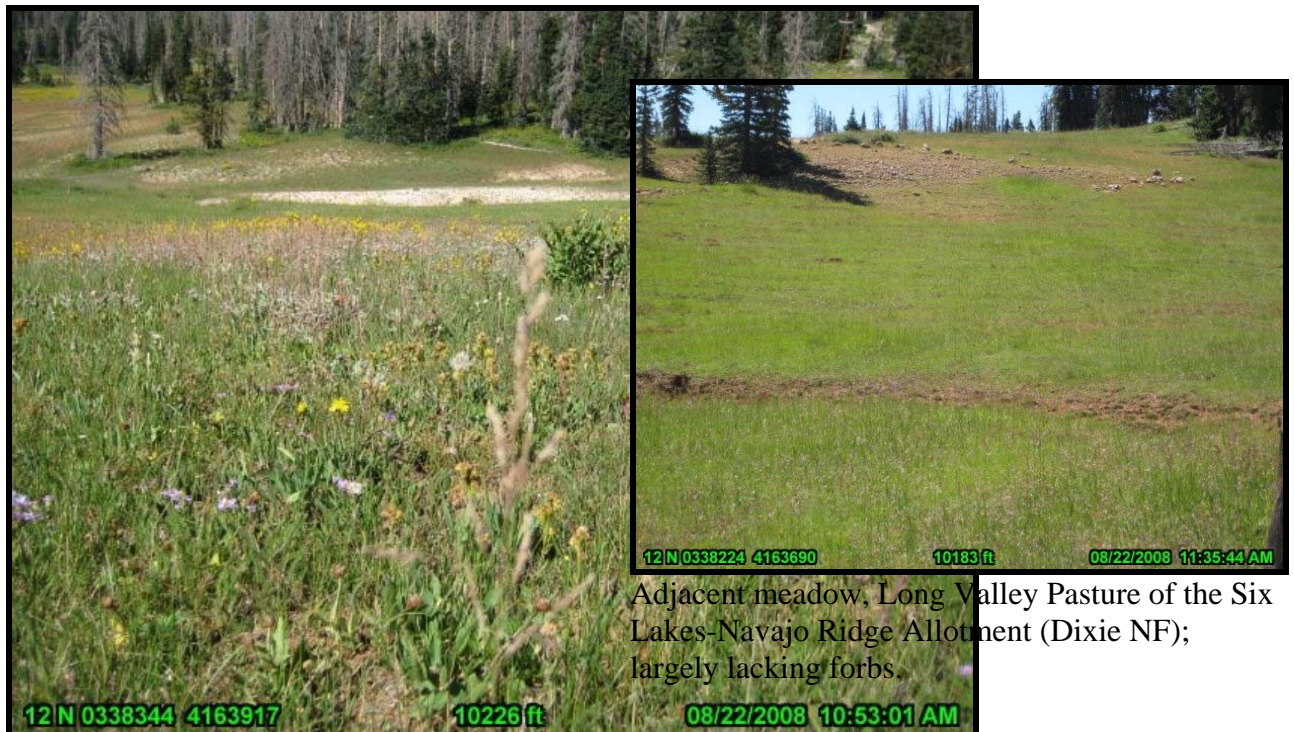 12 N 0338224 4163690 10183 ft 08/22/2008 11:35:44 AM
Adjacent meadow, Long Valley Pasture of the Six
Lakes-Navajo Ridge Allotment (Dixie NF);
largely lacking forbs.
12 N 0338344 4163917 10226 ft 08/22/2008 10:53:01 AM